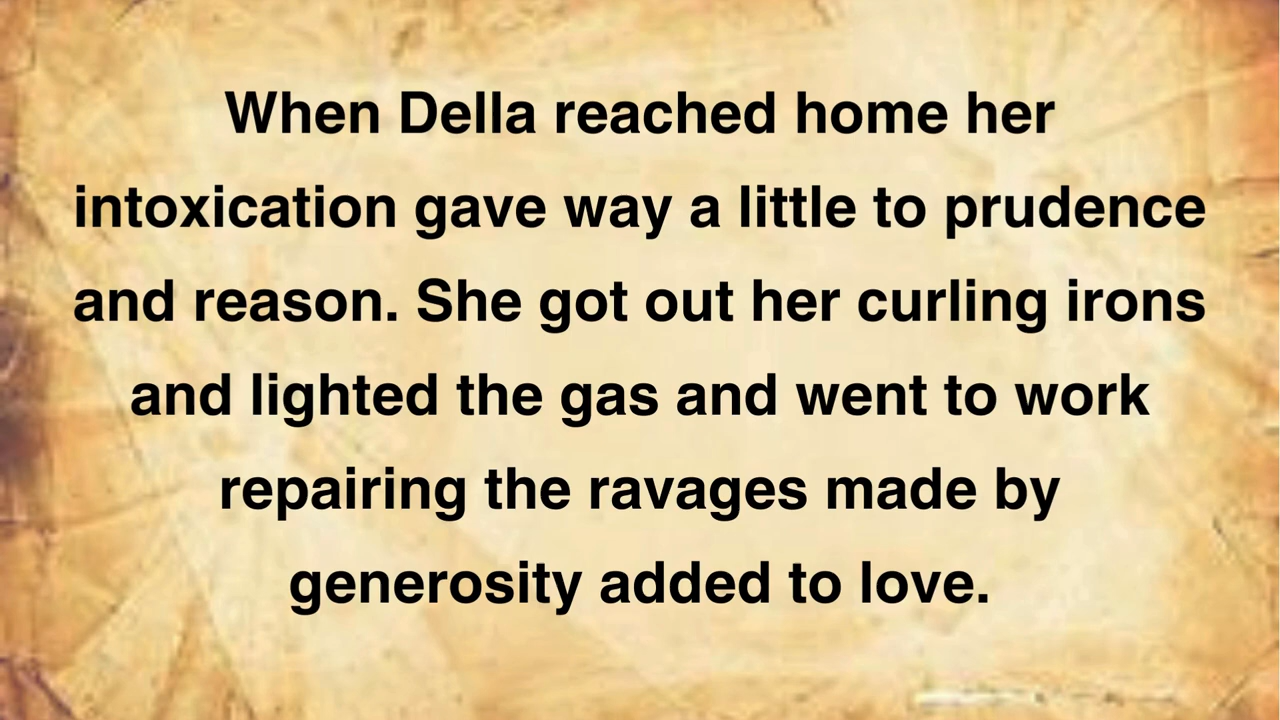 When Della reached home her
intoxication gave way a little to prudence
and reason. She got out her curling irons
and lighted the gas and went to work
repairing the ravages made by
generosity added to love.